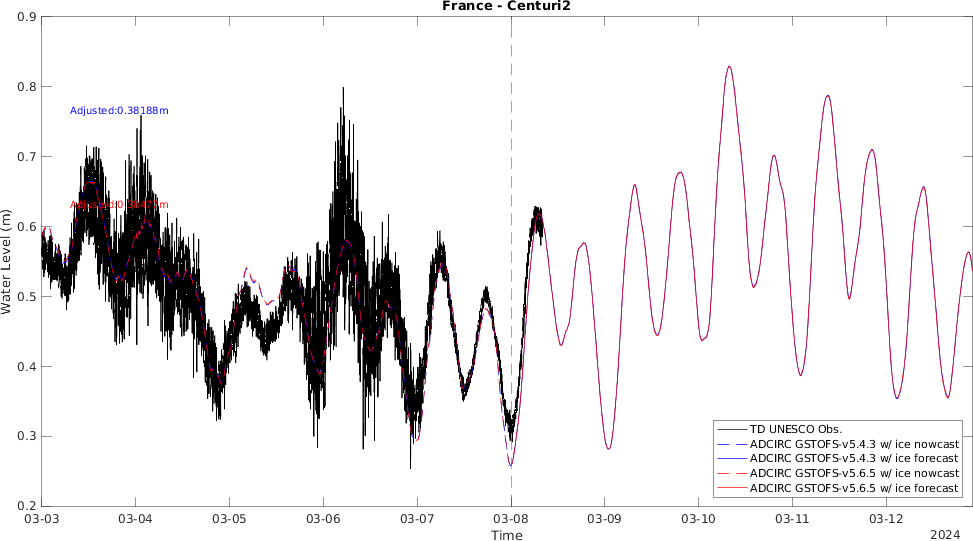 France - Centuri2
0.9
0.8
0.7
0.6
0.5
0.4
0.3
0.2
Water Level (m)
Adjusted:0.38188m
03-03 03-04 03-05 03-06 03-07 03-08 03-09 03-10 03-11 03-12
Time
2024
TD UNESCO Obs.
ADCIRC GSTOFS-v5.4.3 w/ ice nowcast
ADCIRC GSTOFS-v5.4.3 w/ ice forecast
ADCIRC GSTOFS-v5.6.5 w/ ice nowcast
ADCIRC GSTOFS-v5.6.5 w/ ice forecast